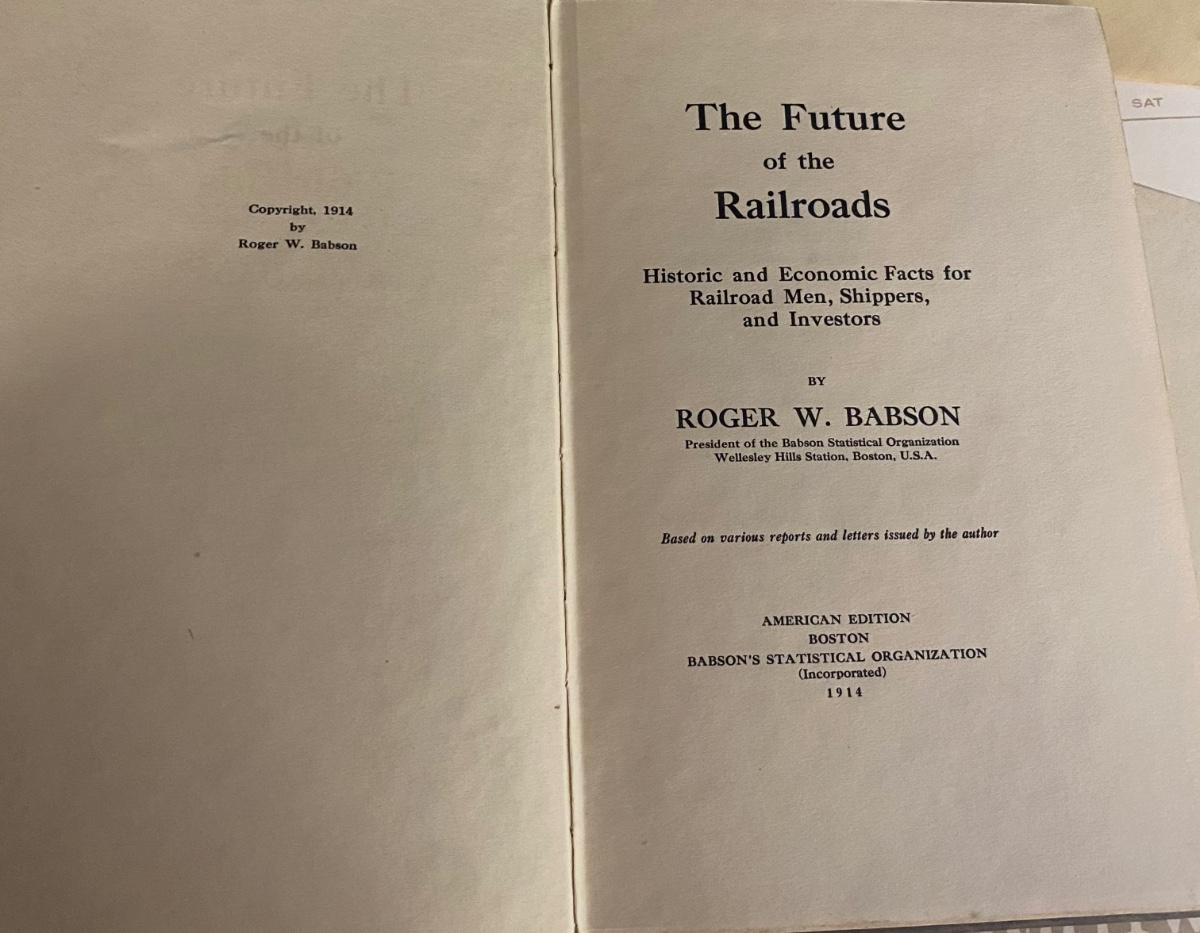 Copyright, 1914
by
Roger W. Babson
The Future
of the
Railroads
Historic and Economic Facts for
Railroad Men, Shippers,
and Investors
BY
ROGER W. BABSON
President of the Babson Statistical Organization
Wellesley Hills Station, Boston, U.S.A.
Based on various reports and letters issued by the author
AMERICAN EDITION
BOSTON
BABSON'S STATISTICAL ORGANIZATION
(Incorporated)
1914
SAT